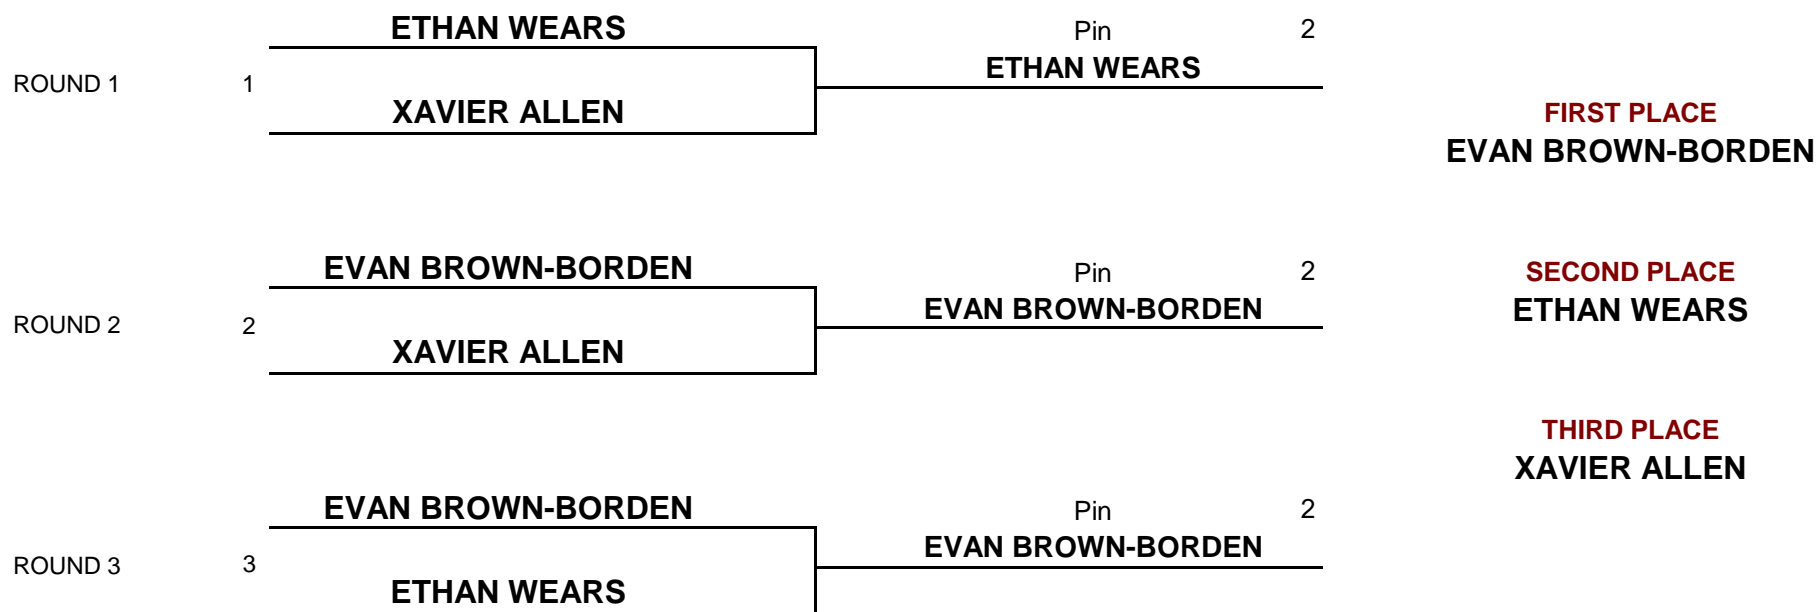 ETHAN WEARS
Pin 2
ETHAN WEARS
ROUND 1 1
XAVIER ALLEN
FIRST PLACE
EVAN BROWN-BORDEN
EVAN BROWN-BORDEN
Pin 2
EVAN BROWN-BORDEN
SECOND PLACE
ETHAN WEARS
ROUND 2 2
XAVIER ALLEN
THIRD PLACE
XAVIER ALLEN
EVAN BROWN-BORDEN
Pin 2
EVAN BROWN-BORDEN
ROUND 3 3
ETHAN WEARS